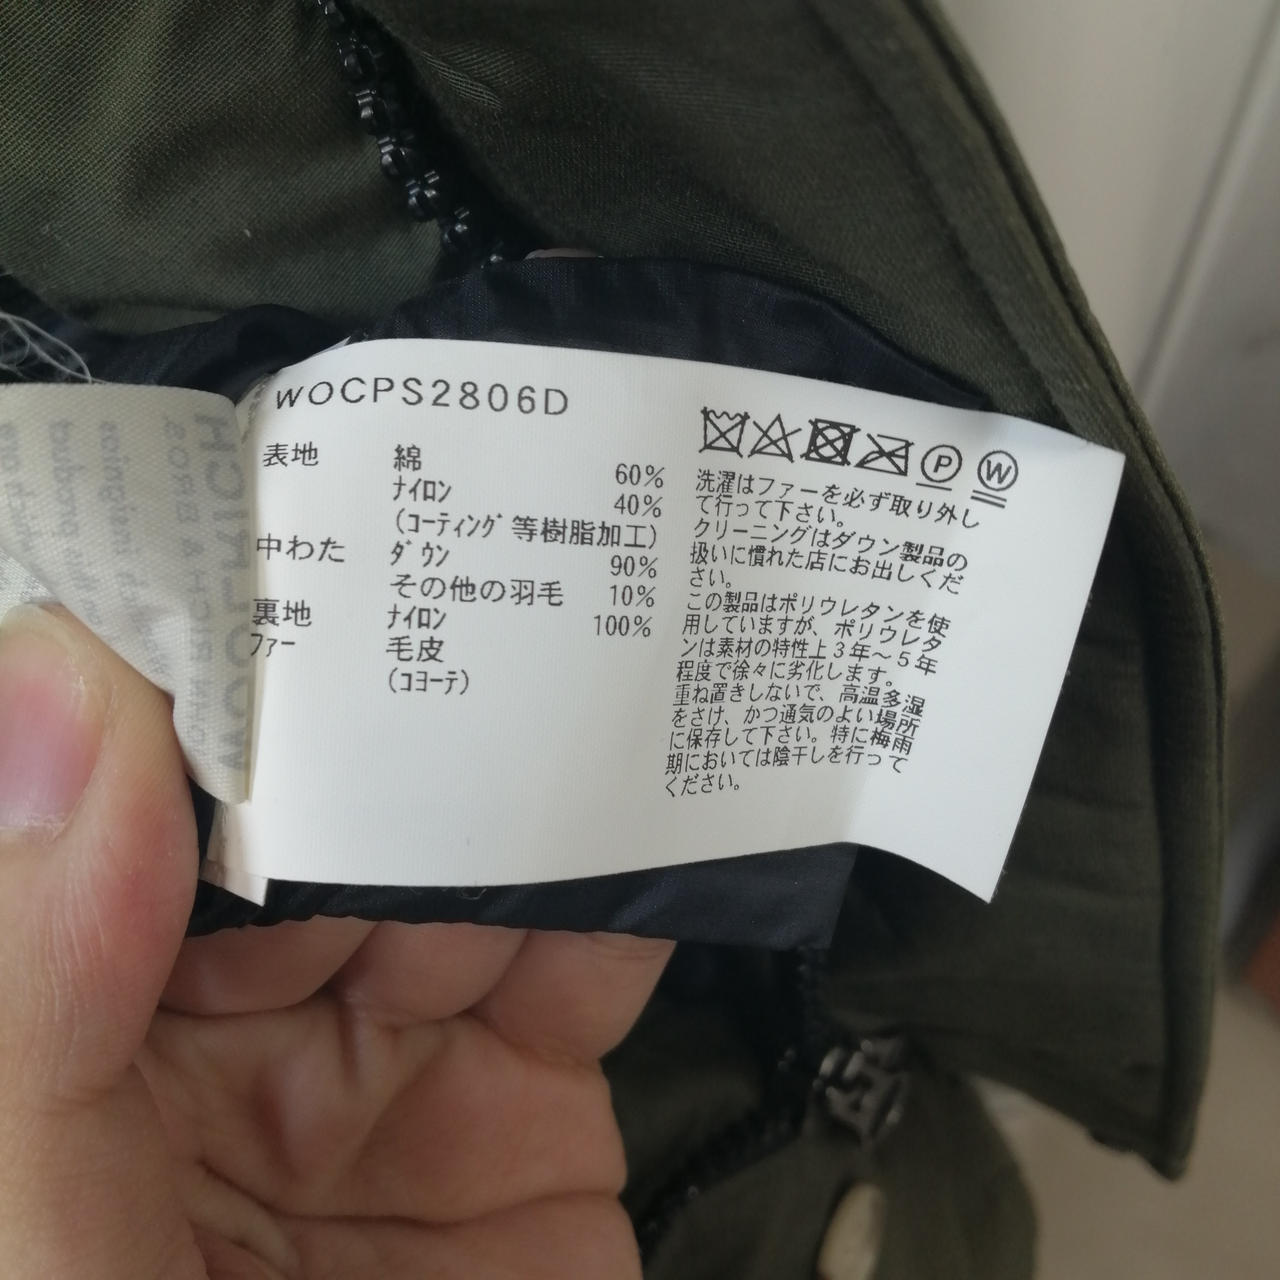 WOCPS2806D
表地 綿 60%
ナイロン 40%
(コーティング等樹脂加工)
中わた ダウン 90%
その他の羽毛 10%
裏地 ナイロン 100%
ファー 毛皮
(コヨーテ)
P W
洗濯はファーを必ず取り外し
て行って下さい。
クリーニングはダウン製品の
扱いに慣れた店にお出しくだ
さい。
この製品はポリウレタンを使
用していますが、ポリウレタ
ンは素材の特性上3年～5年
程度で徐々に劣化します。
重ね置きしないで、高温多湿
をさけ、かつ通気のよい場所
に保存して下さい。特に梅雨
期においては陰干しを行って
ください。
WOOLRICH